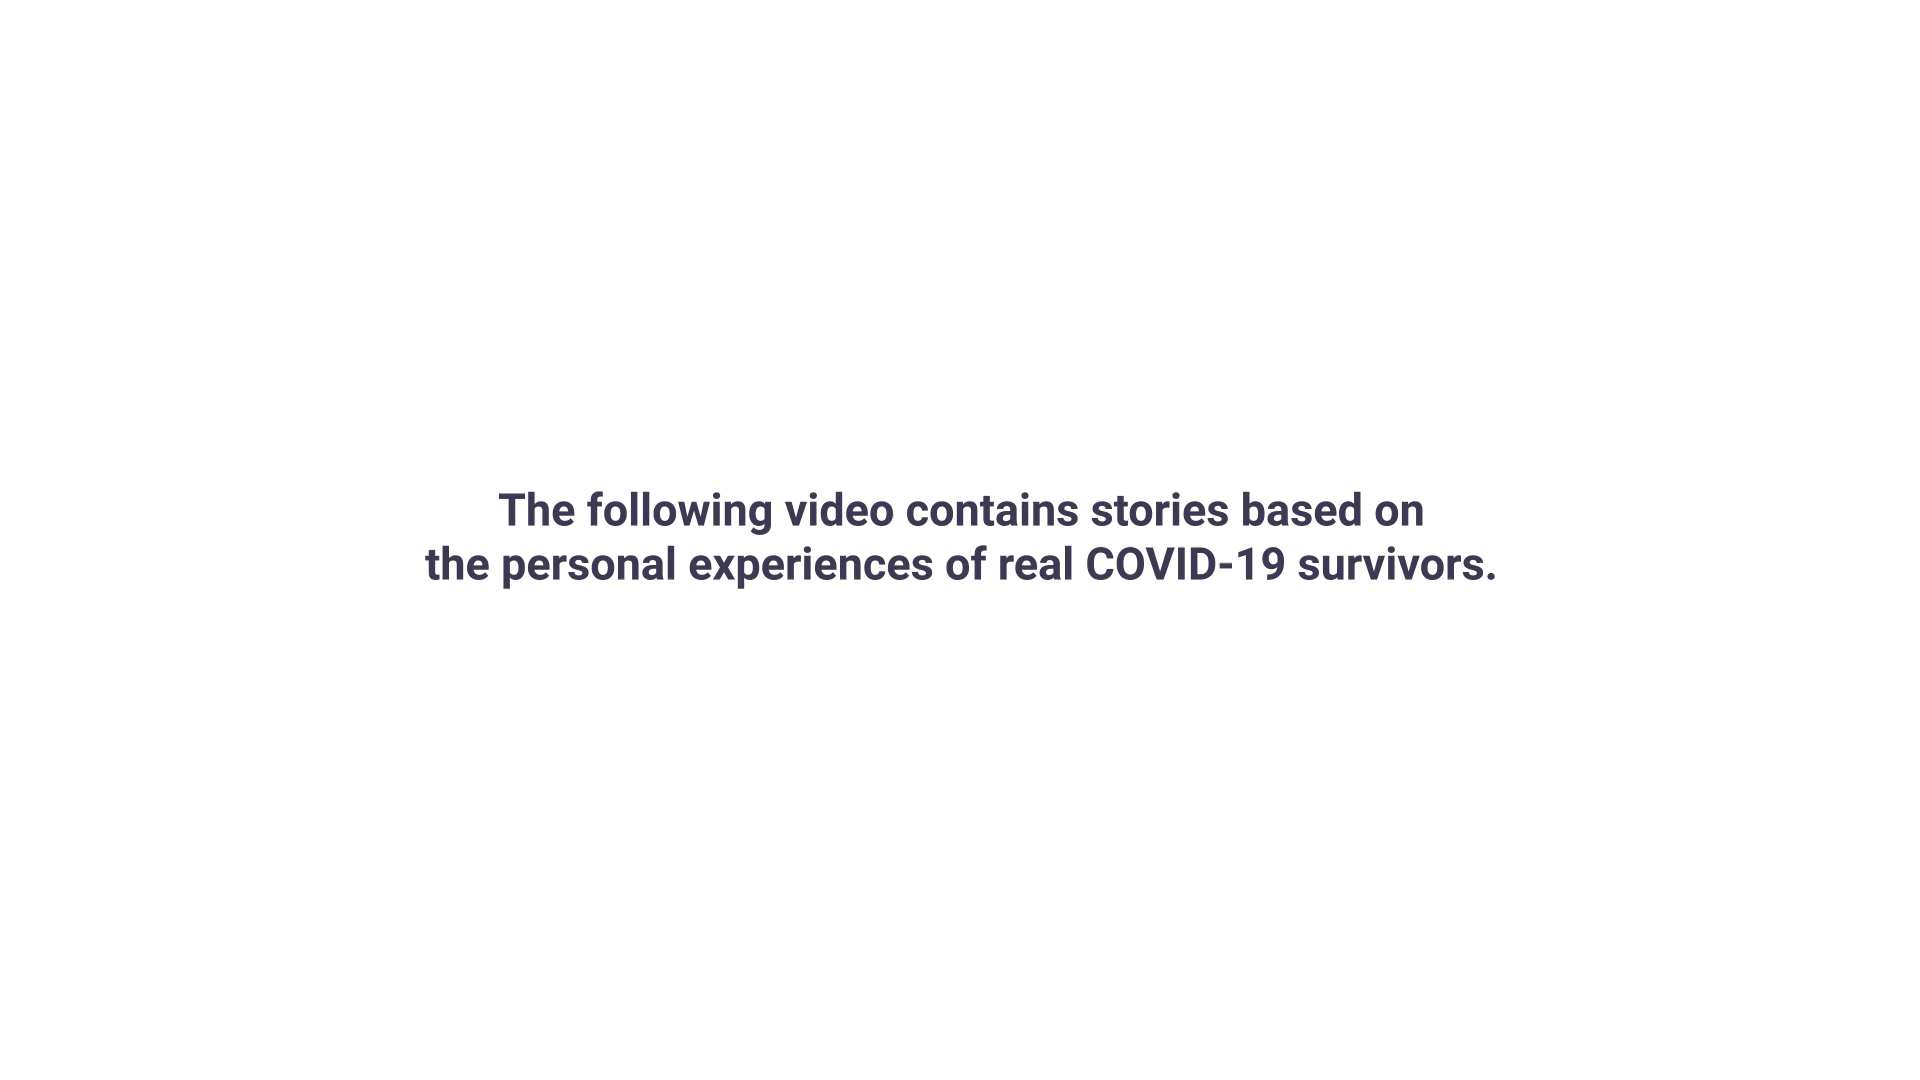 The following video contains stories based on
the personal experiences of real COVID-19 survivors.